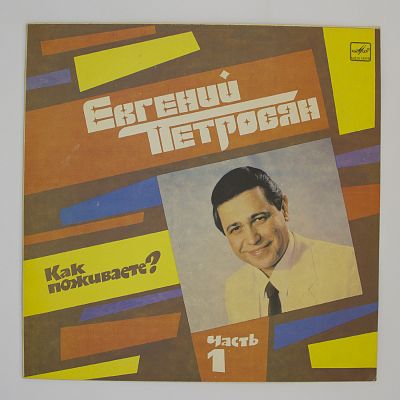 Евгений
Петросян
Как
поживаете?
Часть
1